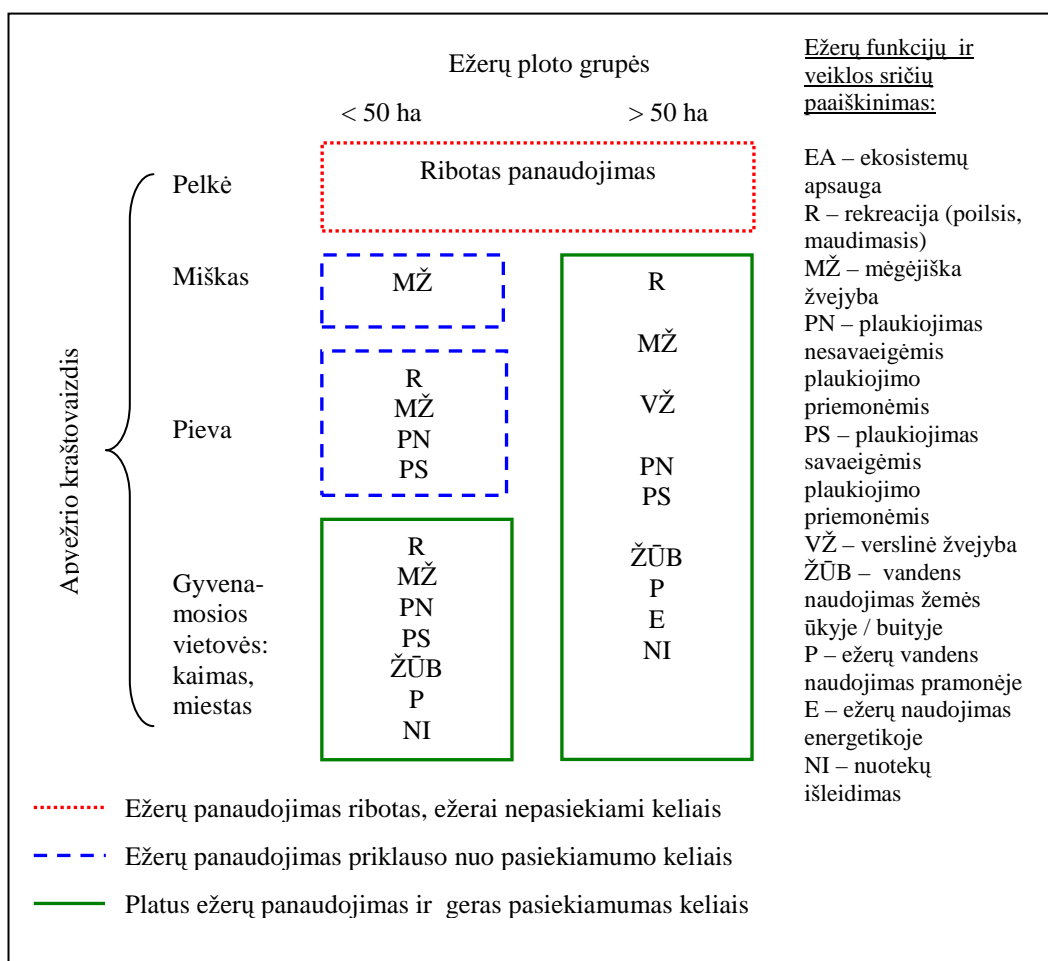 Ežerų ploto grupės
< 50 ha
> 50 ha
Apyežrio kraštovaizdis
Pelkė
Ribotas panaudojimas
Miškas
MŽ
Pieva
R
MŽ
PN
PS
Gyvena-
mosios
vietovės:
kaimas,
miestas
R
MŽ
PN
PS
ŽŪB
P
NI
R
MŽ
VŽ
PN
PS
ŽŪB
P
E
NI
Ežerų funkcijų ir
veiklos sričių
paaiškinimas:
EA – ekosistemų
apsauga
R – rekreacija (poilsis,
maudimasis)
MŽ – mėgėjiška
žvejyba
PN – plaukiojimas
nesavaeigėmis
plaukiojimo
priemonėmis
PS – plaukiojimas
savaeigėmis
plaukiojimo
priemonėmis
VŽ – verslinė žvejyba
ŽŪB – vandens
naudojimas žemės
ūkyje / buityje
P – ežerų vandens
naudojimas pramonėje
E – ežerų naudojimas
energetikoje
NI – nuotekų
išleidimas
Ežerų panaudojimas ribotas, ežerai nepasiekiami keliais
Ežerų panaudojimas priklauso nuo pasiekiamumo keliais
Platus ežerų panaudojimas ir geras pasiekiamumas keliais